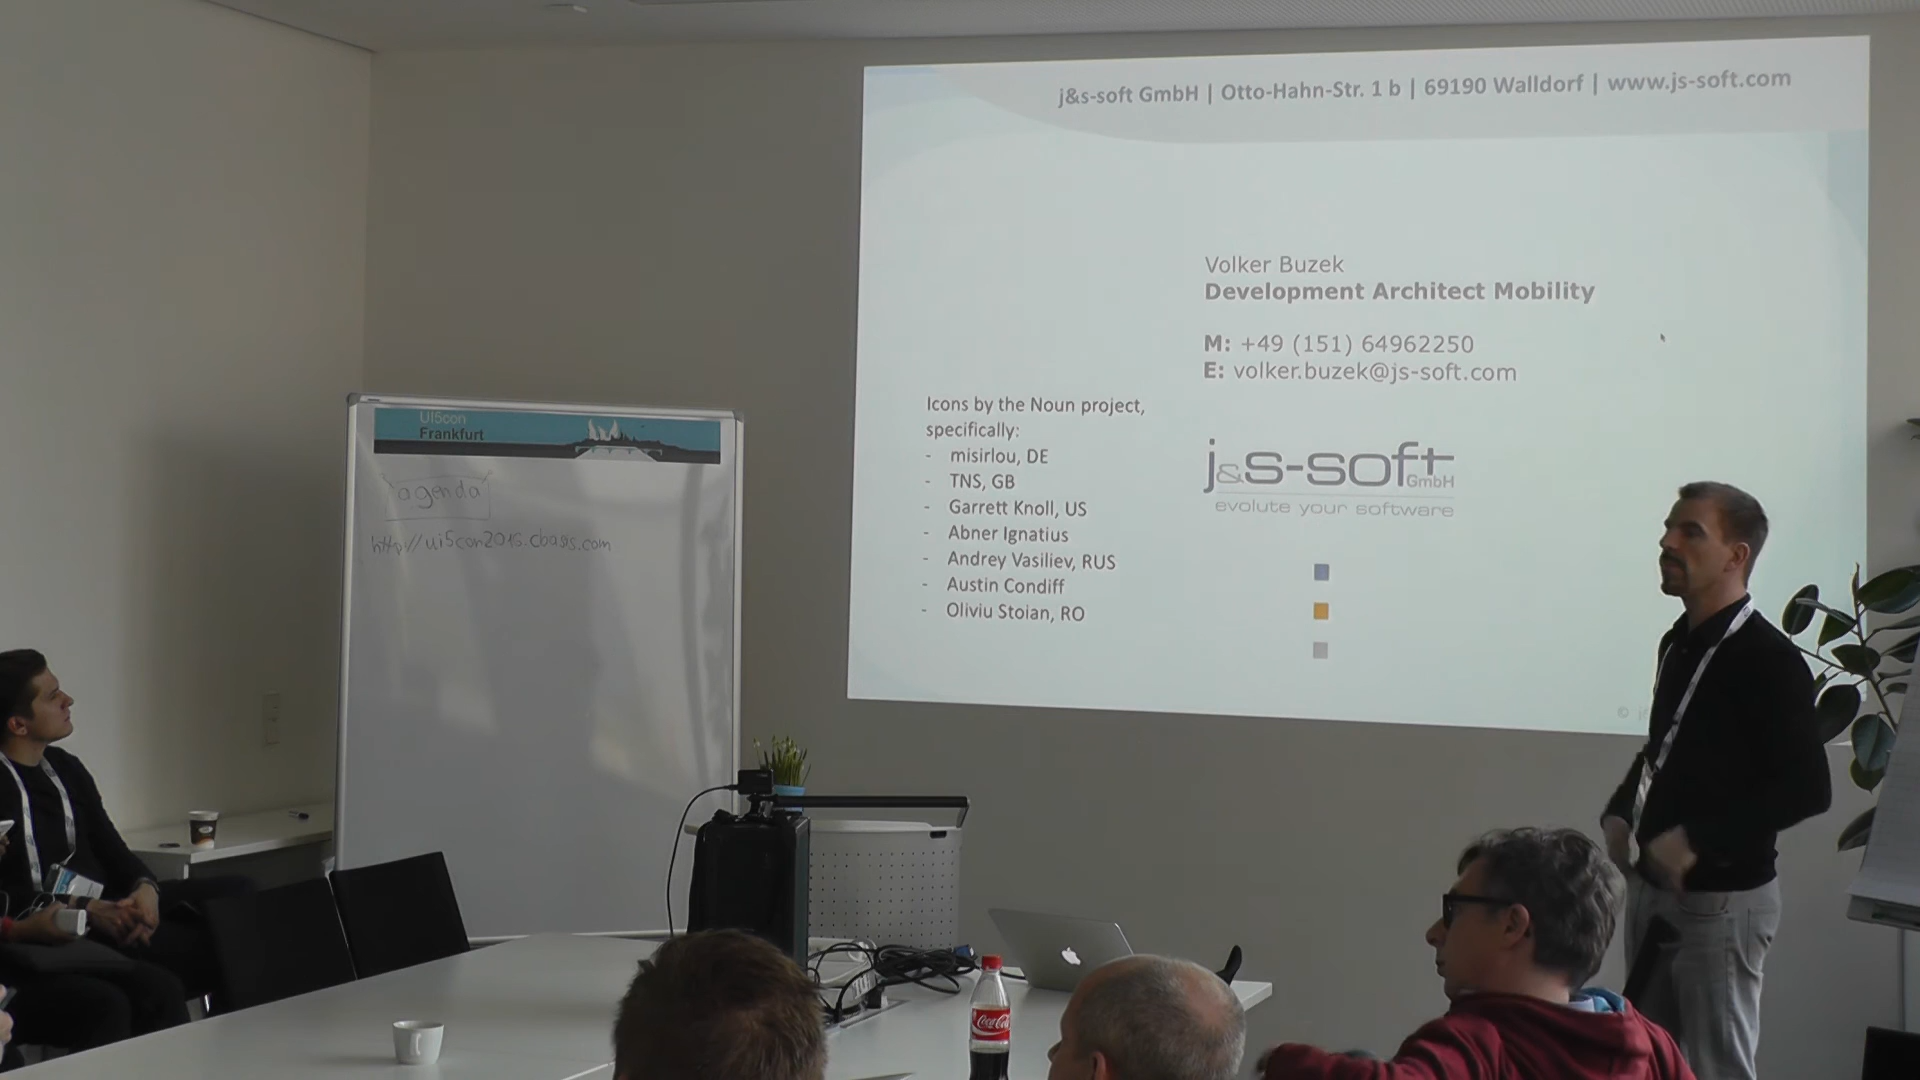 j&s-soft GmbH | Otto-Hahn-Str. 1 b | 69190 Walldorf | www.js-soft.com
Volker Buzek
Development Architect Mobility
M: +49 (151) 64962250
E: volker.buzek@js-soft.com
Icons by the Noun project,
specifically:
- misirlou, DE
- TNS, GB
- Garrett Knoll, US
- Abner Ignatius
- Andrey Vasiliev, RUS
- Austin Condiff
- Oliviu Stoian, RO
j&s-soft
GmbH
evolute your software
©
UI5con
Frankfurt
agenda
http://ui5con2016.cbasis.com
Coca-Cola